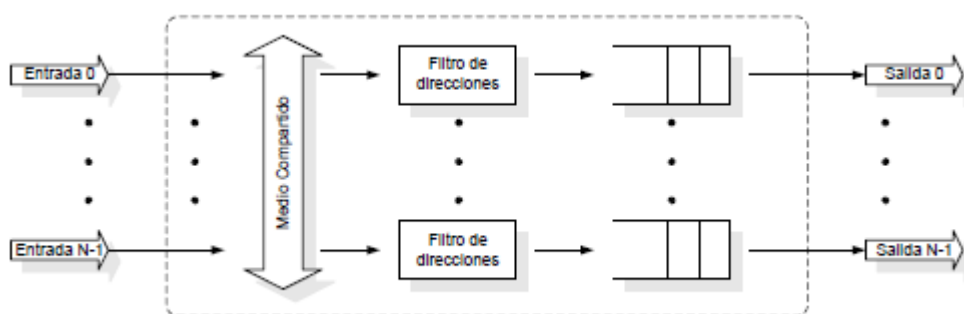 Entrada 0
Filtro de
direcciones
Salida 0
Medio Compartido
Entrada N-1
Filtro de
direcciones
Salida N-1